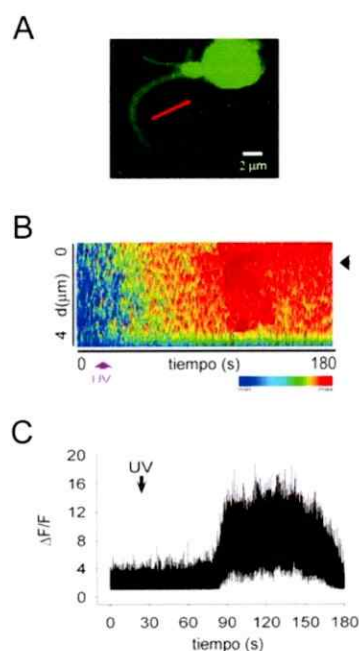 A
2 µm
B
0
d(µm)
4
0 tiempo (s) 180
UV
C
UV
ΔF/F
20
16
12
8
4
0
0 30 60 90 120 150 180
tiempo (s)